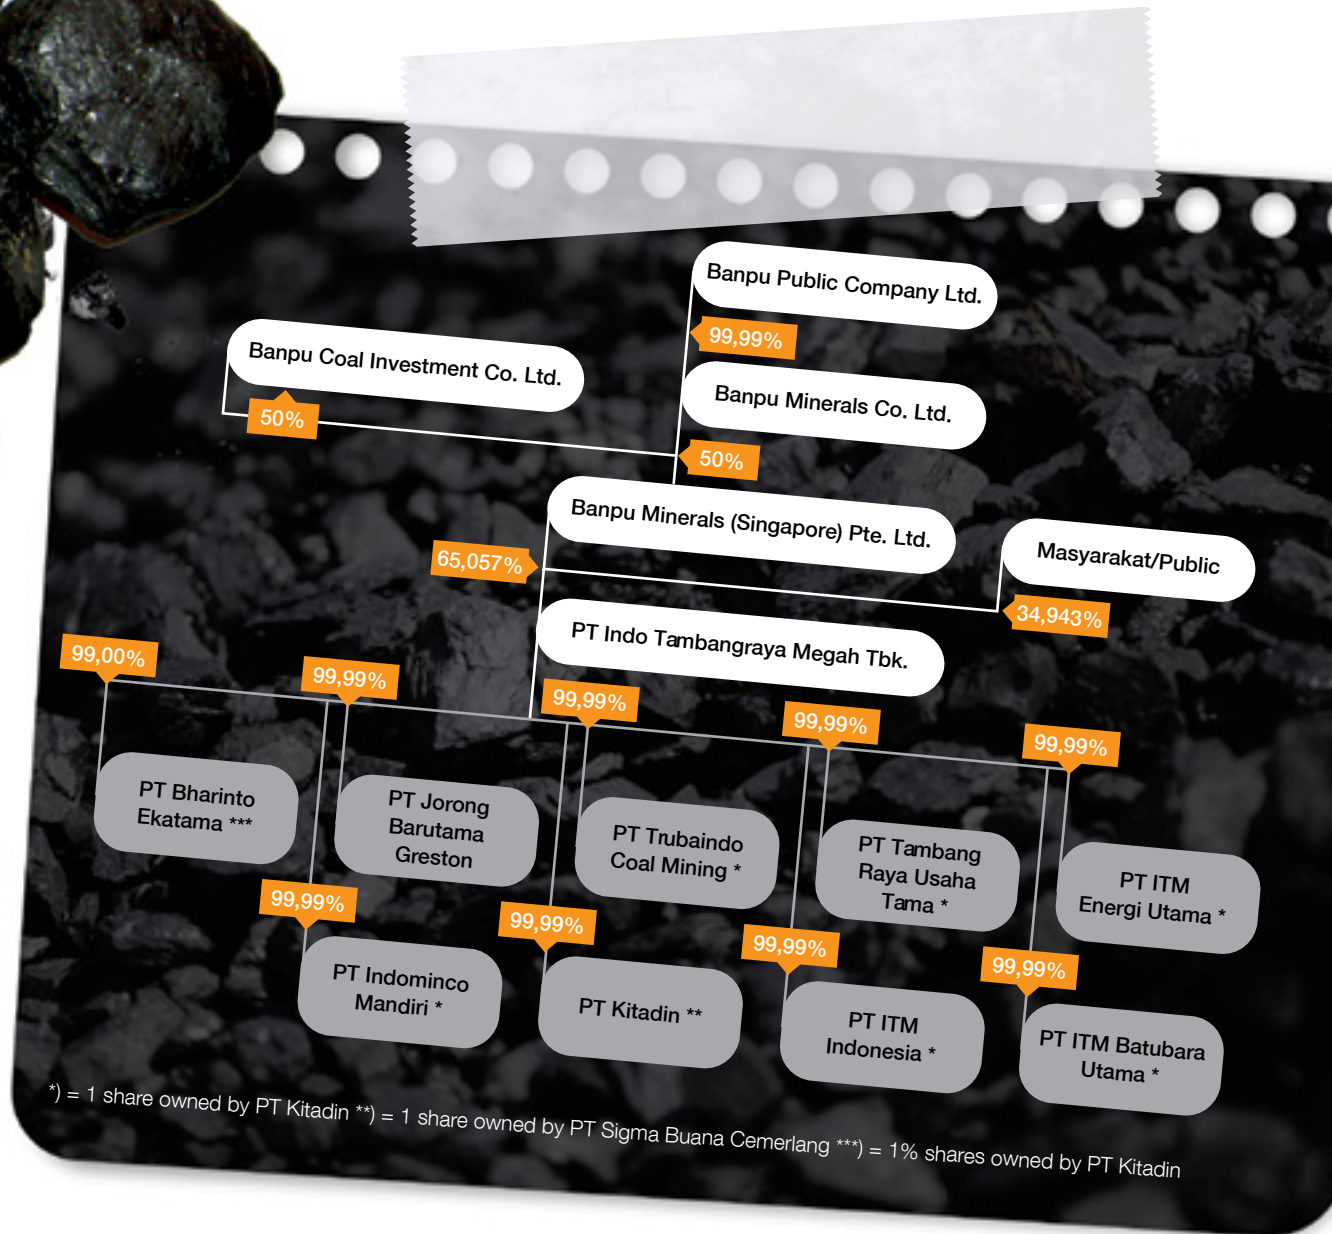 Banpu Public Company Ltd.
99,99%
Banpu Coal Investment Co. Ltd.
50%
Banpu Minerals Co. Ltd.
50%
Banpu Minerals (Singapore) Pte. Ltd.
65,057%
Masyarakat/Public
34,943%
PT Indo Tambangraya Megah Tbk.
99,00%
99,99%
99,99%
99,99%
99,99%
PT Bharinto
Ekatama ***
PT Jorong
Barutama
Greston
PT Trubaindo
Coal Mining *
PT Tambang
Raya Usaha
Tama *
PT ITM
Energi Utama *
99,99%
99,99%
99,99%
99,99%
PT Indominco
Mandiri *
PT Kitadin **
PT ITM
Indonesia *
PT ITM Batubara
Utama *
*) = 1 share owned by PT Kitadin **) = 1 share owned by PT Sigma Buana Cemerlang ***) = 1% shares owned by PT Kitadin